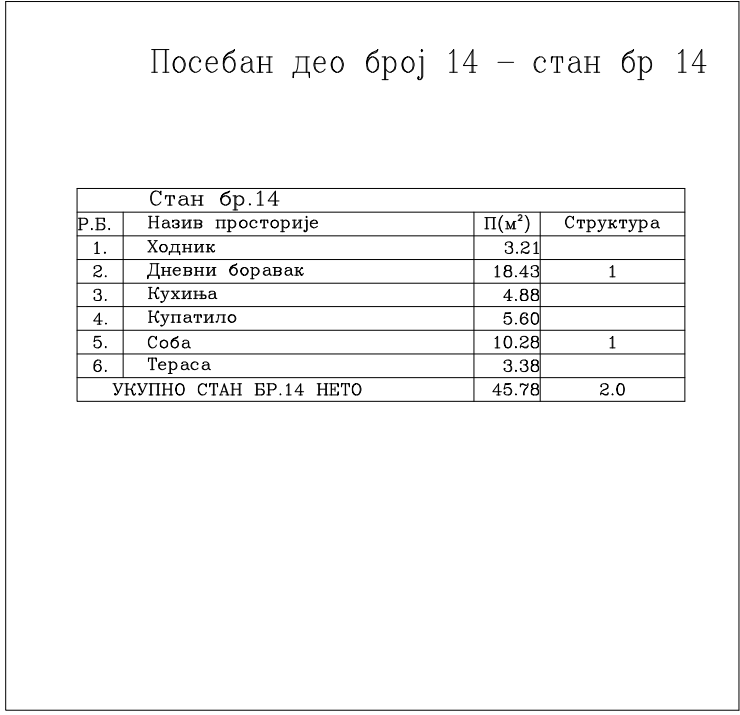 Посебан део број 14 – стан бр 14
Стан бр.14
Р.Б. Назив просторије П(м²) Структура
1. Ходник 3.21
2. Дневни боравак 18.43 1
3. Кухиња 4.88
4. Купатило 5.60
5. Соба 10.28 1
6. Тераса 3.38
УКУПНО СТАН БР.14 НЕТО 45.78 2.0